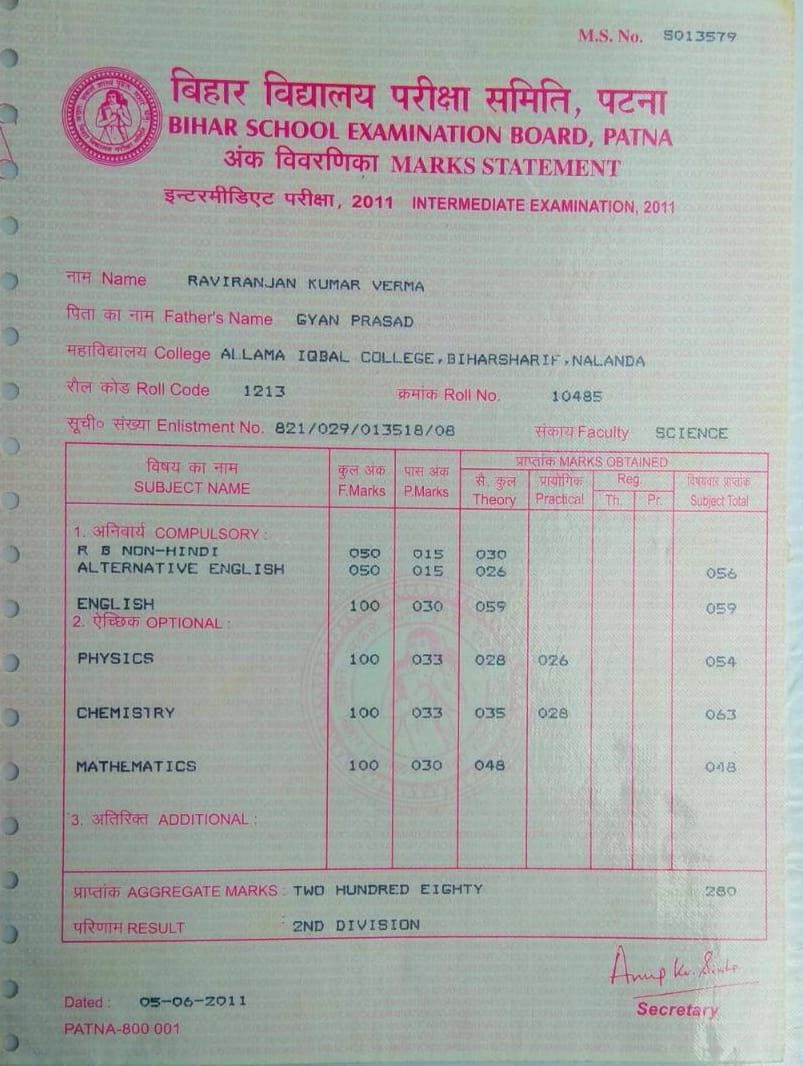 M.S. No. 5013579
बिहार विद्यालय परीक्षा समिति, पटना
BIHAR SCHOOL EXAMINATION BOARD, PATNA
अंक विवरणिका MARKS STATEMENT
इन्टरमीडिएट परीक्षा, 2011 INTERMEDIATE EXAMINATION, 2011
नाम Name RAVIRANJAN KUMAR VERMA
पिता का नाम Father's Name GYAN PRASAD
महाविद्यालय College ALLAMA IQBAL COLLEGE,BIHARSHARIF,NALANDA
रौल कोड Roll Code 1213 क्रमांक Roll No. 10485
सूची० संख्या Enlistment No. 821/029/013518/08 संकाय Faculty SCIENCE
विषय का नाम कुल अंक पास अंक प्राप्तांक MARKS OBTAINED
SUBJECT NAME F.Marks P.Marks सै. कुल प्रायोगिक Reg. विषयवार प्राप्तांक
Theory Practical Th. Pr. Subject Total
1. अनिवार्य COMPULSORY :
R B NON-HINDI 050 015 030
ALTERNATIVE ENGLISH 050 015 026 056
ENGLISH 100 030 059 059
2. ऐच्छिक OPTIONAL :
PHYSICS 100 033 028 026 054
CHEMISTRY 100 033 035 028 063
MATHEMATICS 100 030 048 048
3. अतिरिक्त ADDITIONAL :
प्राप्तांक AGGREGATE MARKS : TWO HUNDRED EIGHTY 280
परिणाम RESULT : 2ND DIVISION
Anup Kr. Sinha
Secretary
Dated : 05-06-2011
PATNA-800 001